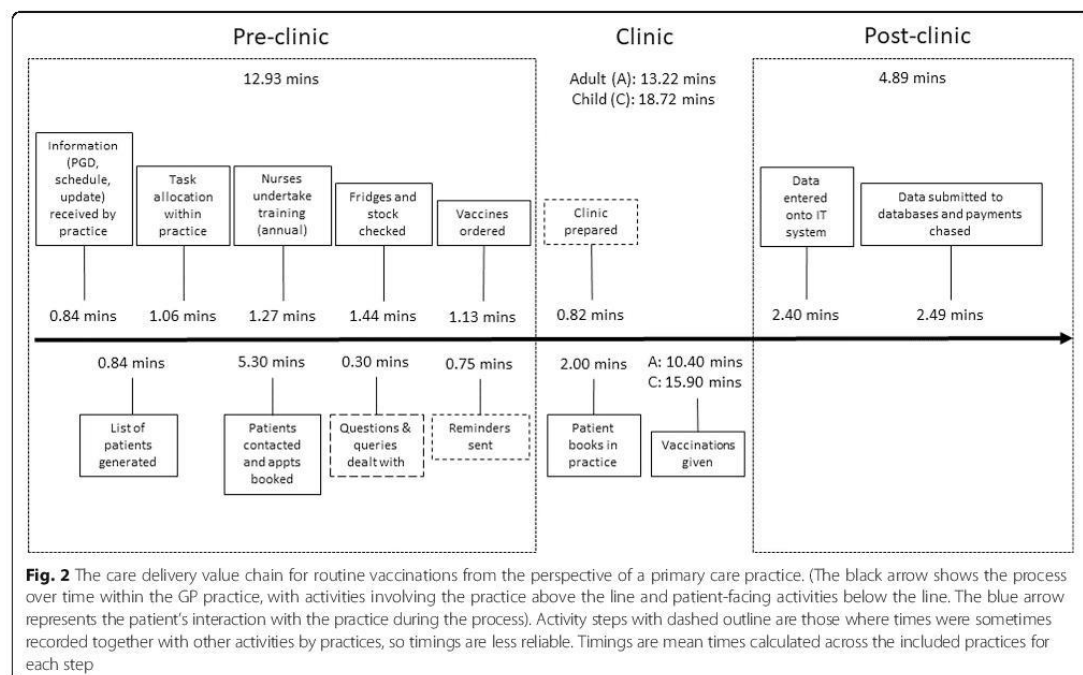 Pre-clinic
Clinic
Post-clinic
12.93 mins
Adult (A): 13.22 mins
Child (C): 18.72 mins
4.89 mins
Information
(PGD,
schedule,
update)
received by
practice
Task
allocation
within
practice
Nurses
undertake
training
(annual)
Fridges and
stock
checked
Vaccines
ordered
Clinic
prepared
Data
entered
onto IT
system
Data submitted to
databases and payments
chased
0.84 mins
1.06 mins
1.27 mins
1.44 mins
1.13 mins
0.82 mins
2.40 mins
2.49 mins
0.84 mins
5.30 mins
0.30 mins
0.75 mins
2.00 mins
A: 10.40 mins
C: 15.90 mins
List of
patients
generated
Patients
contacted
and appts
booked
Questions &
queries
dealt with
Reminders
sent
Patient
books in
practice
Vaccinations
given
Fig. 2 The care delivery value chain for routine vaccinations from the perspective of a primary care practice. (The black arrow shows the process
over time within the GP practice, with activities involving the practice above the line and patient-facing activities below the line. The blue arrow
represents the patient's interaction with the practice during the process). Activity steps with dashed outline are those where times were sometimes
recorded together with other activities by practices, so timings are less reliable. Timings are mean times calculated across the included practices for
each step